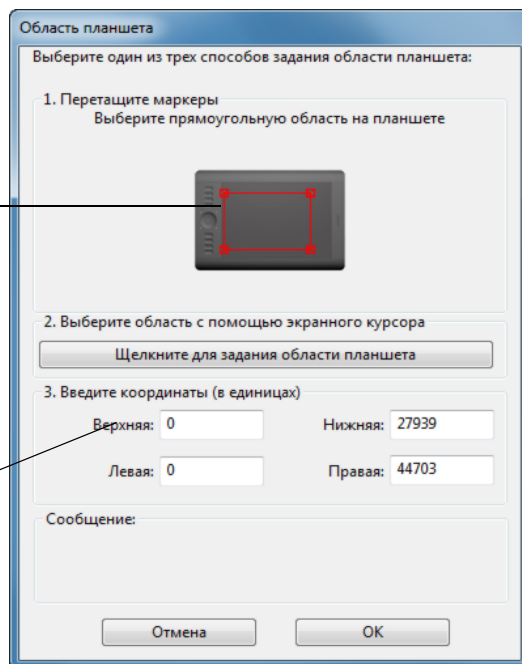 Область планшета
Выберите один из трех способов задания области планшета:
1. Перетащите маркеры
Выберите прямоугольную область на планшете
2. Выберите область с помощью экранного курсора
Щелкните для задания области планшета
3. Введите координаты (в единицах)
Верхняя: 0 Нижняя: 27939
Левая: 0 Правая: 44703
Сообщение:
Отмена OK